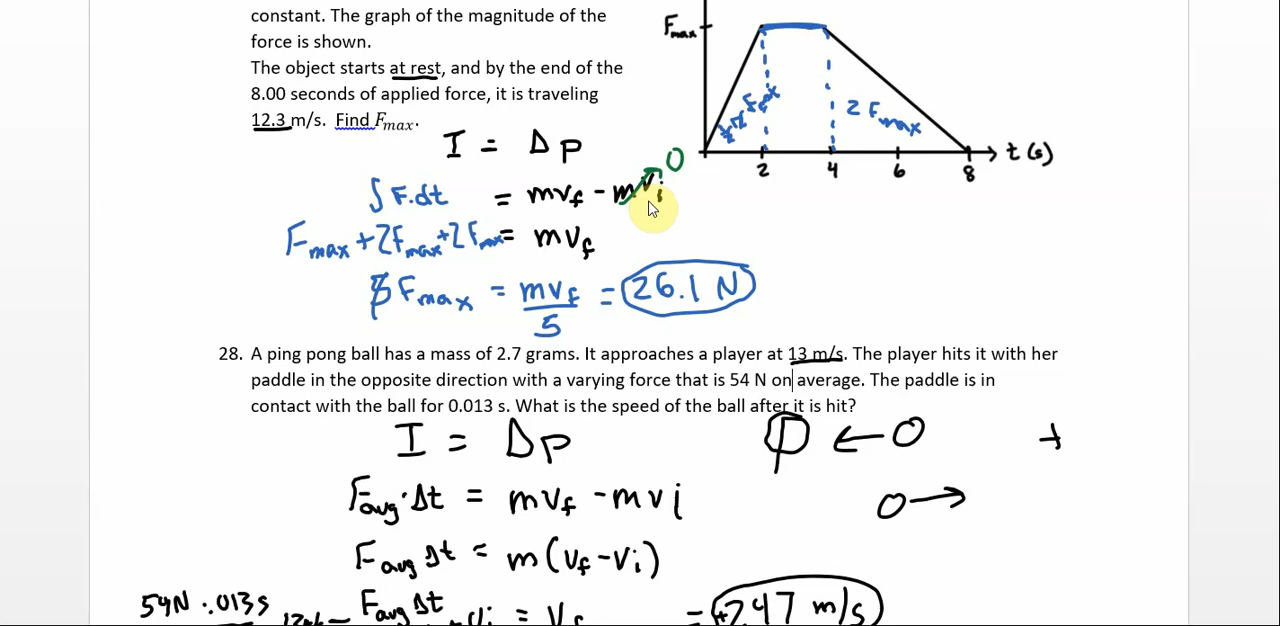 constant. The graph of the magnitude of the
force is shown.
The object starts at rest, and by the end of the
8.00 seconds of applied force, it is traveling
12.3 m/s. Find Fmax.
Fmax
2 Fmax
2 4 6 8 t (s)
I = Δp
0
∫F.dt = mvf - mvi
Fmax + 2Fmax + 2Fmax = mvf
5 Fmax = mvf/5 = 26.1 N
28. A ping pong ball has a mass of 2.7 grams. It approaches a player at 13 m/s. The player hits it with her
paddle in the opposite direction with a varying force that is 54 N on average. The paddle is in
contact with the ball for 0.013 s. What is the speed of the ball after it is hit?
I = Δp
+
Favg·Δt = mvf - mvi
Favg Δt = m(vf - vi)
54N .013s Favg Δt = vf = +247 m/s